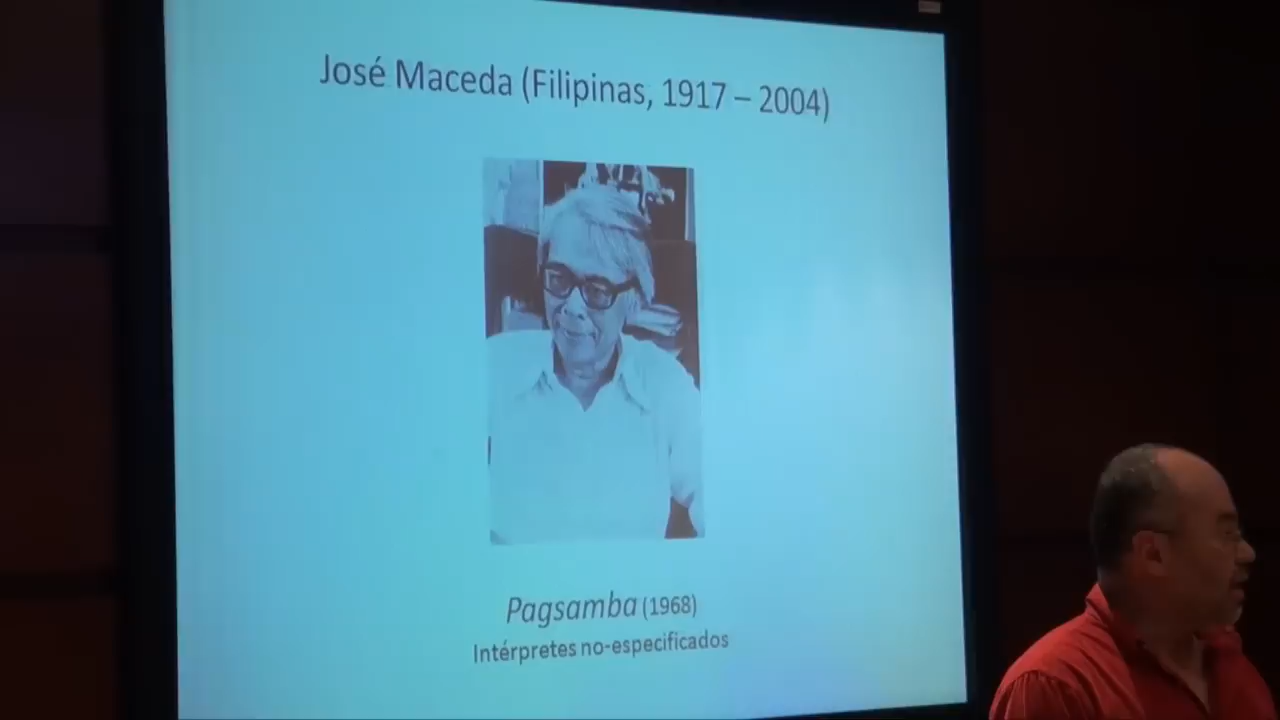 José Maceda (Filipinas, 1917 – 2004)
Pagsamba (1968)
Intérpretes no-especificados